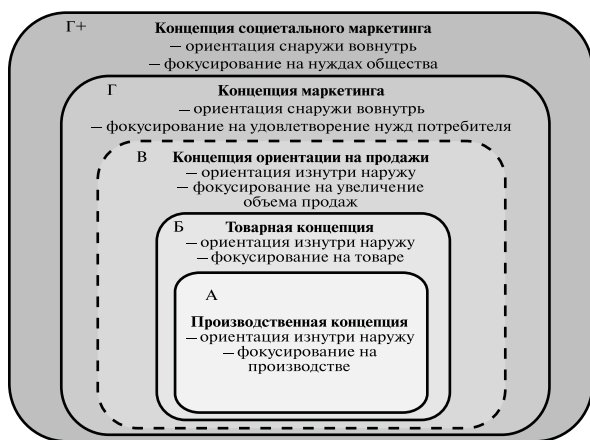 Г+ Концепция социетального маркетинга
— ориентация снаружи вовнутрь
— фокусирование на нуждах общества
Г Концепция маркетинга
— ориентация снаружи вовнутрь
— фокусирование на удовлетворение нужд потребителя
В Концепция ориентации на продажи
— ориентация изнутри наружу
— фокусирование на увеличение
объема продаж
Б Товарная концепция
— ориентация изнутри наружу
— фокусирование на товаре
А
Производственная концепция
— ориентация изнутри наружу
— фокусирование на
производстве